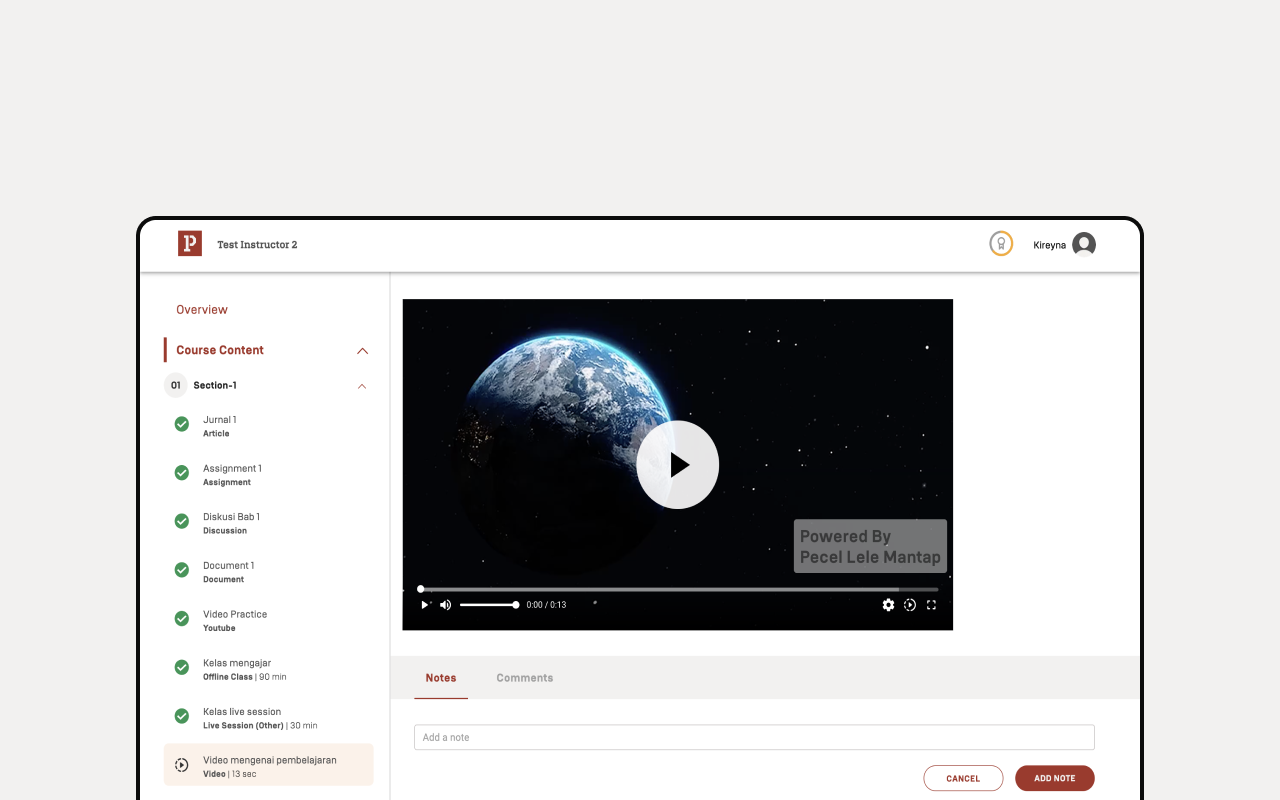 P
Test Instructor 2
Kireyna
Overview
Course Content
01 Section-1
Jurnal 1
Article
Assignment 1
Assignment
Diskusi Bab 1
Discussion
Document 1
Document
Video Practice
Youtube
Kelas mengajar
Offline Class | 90 min
Kelas live session
Live Session (Other) | 30 min
Video mengenai pembelajaran
Video | 13 sec
Powered By
Pecel Lele Mantap
0:00 / 0:13
Notes
Comments
Add a note
CANCEL
ADD NOTE